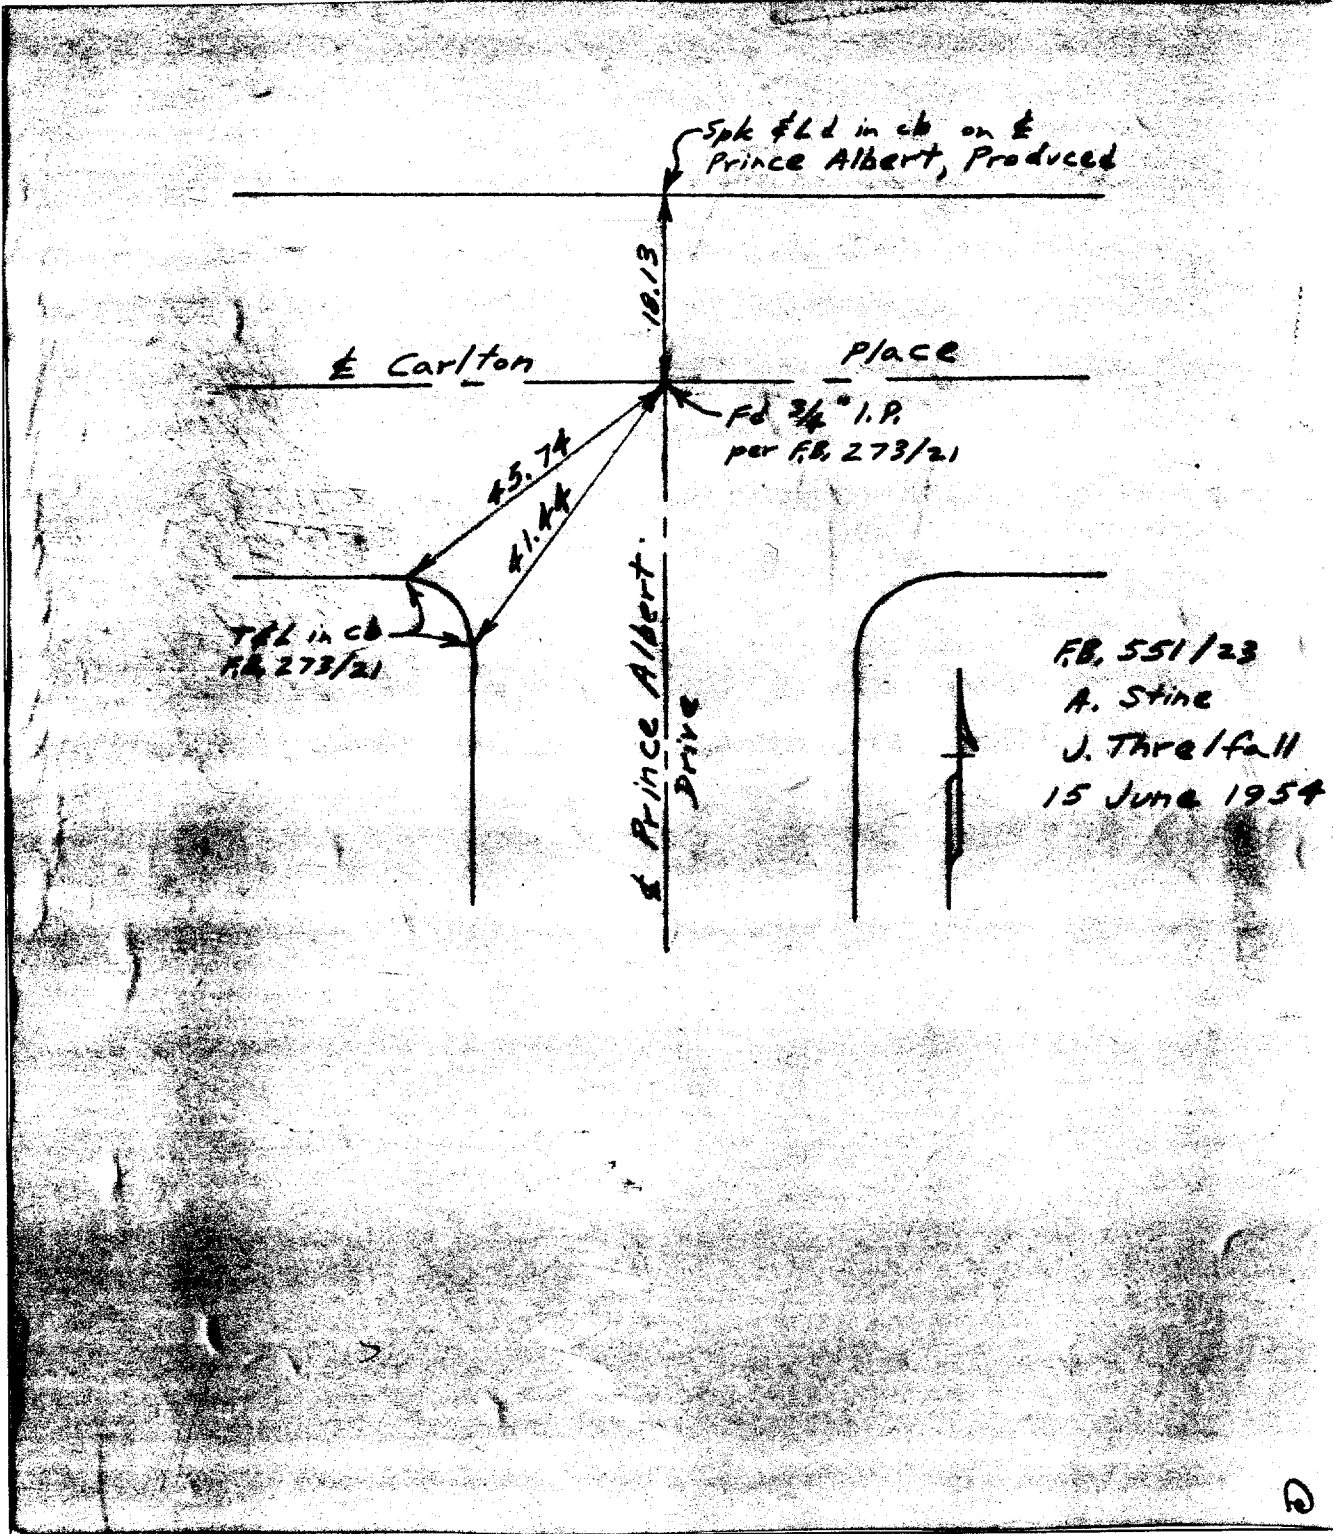 Spk & Ld in cb on ℄
Prince Albert, Produced
18.13
℄ Carlton Place
Fd 3/4" I.P.
per F.B. 273/21
45.74
41.44
T & L in cb
F.B. 273/21
℄ Prince Albert
Drive
F.B. 551/23
A. Stine
J. Threlfall
15 June 1954